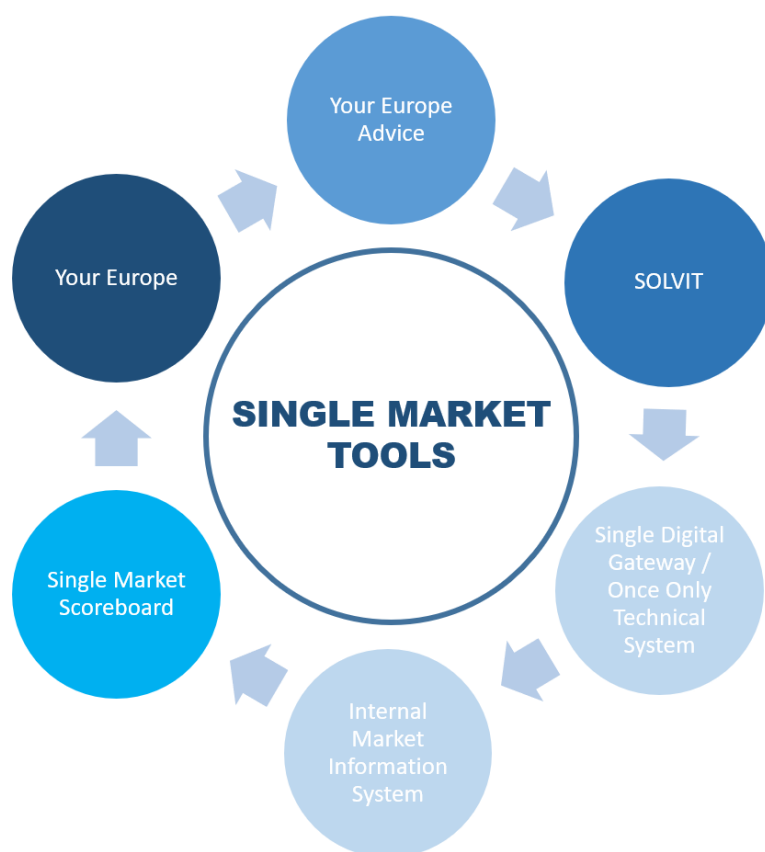 Your Europe
Advice
SOLVIT
Single Digital
Gateway /
Once Only
Technical
System
Internal
Market
Information
System
Single Market
Scoreboard
Your Europe
SINGLE MARKET
TOOLS